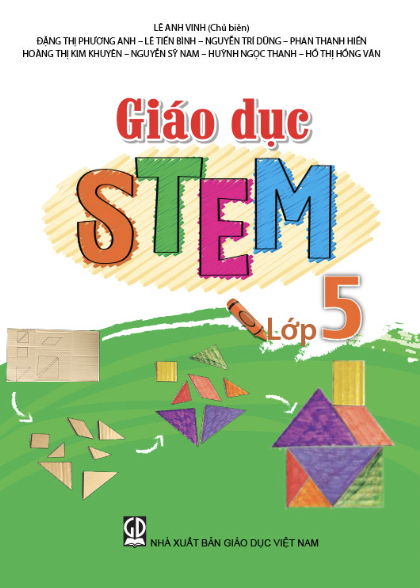 LÊ ANH VINH (Chủ biên)
ĐẶNG THỊ PHƯƠNG ANH – LÊ TIẾN BÌNH – NGUYỄN TRÍ DŨNG – PHAN THANH HIỀN
HOÀNG THỊ KIM KHUYÊN – NGUYỄN SỸ NAM – HUỲNH NGỌC THANH – HỒ THỊ HỒNG VÂN
Giáo dục
STEM
Lớp 5
GD
NHÀ XUẤT BẢN GIÁO DỤC VIỆT NAM